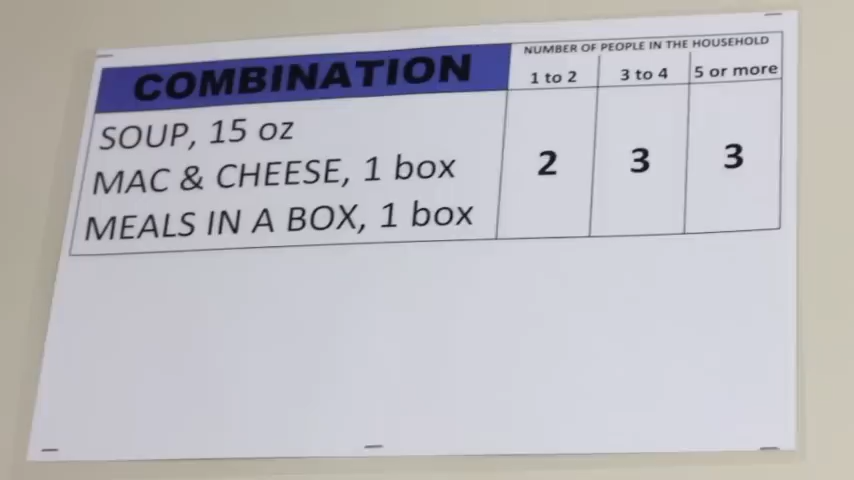 COMBINATION
NUMBER OF PEOPLE IN THE HOUSEHOLD
1 to 2 3 to 4 5 or more
SOUP, 15 oz
MAC & CHEESE, 1 box
MEALS IN A BOX, 1 box
2 3 3